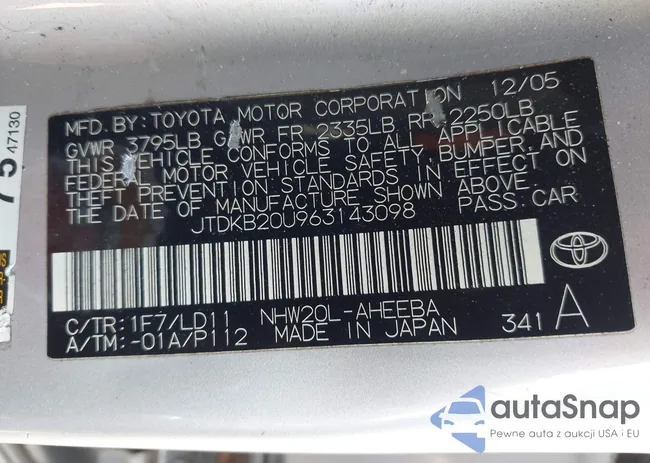 MFD. BY: TOYOTA MOTOR CORPORATION 12/05
GVWR 3795LB GAWR FR 2335LB RR 2250LB
THIS VEHICLE CONFORMS TO ALL APPLICABLE
FEDERAL MOTOR VEHICLE SAFETY, BUMPER, AND
THEFT PREVENTION STANDARDS IN EFFECT ON
THE DATE OF MANUFACTURE SHOWN ABOVE.
JTDKB20U963143098 PASS. CAR
C/TR: 1F7/LD11 NHW20L-AHEEBA
A/TM: -01A/P112 MADE IN JAPAN 341 A
47130
autaSnap
Pewne auta z aukcji USA i EU